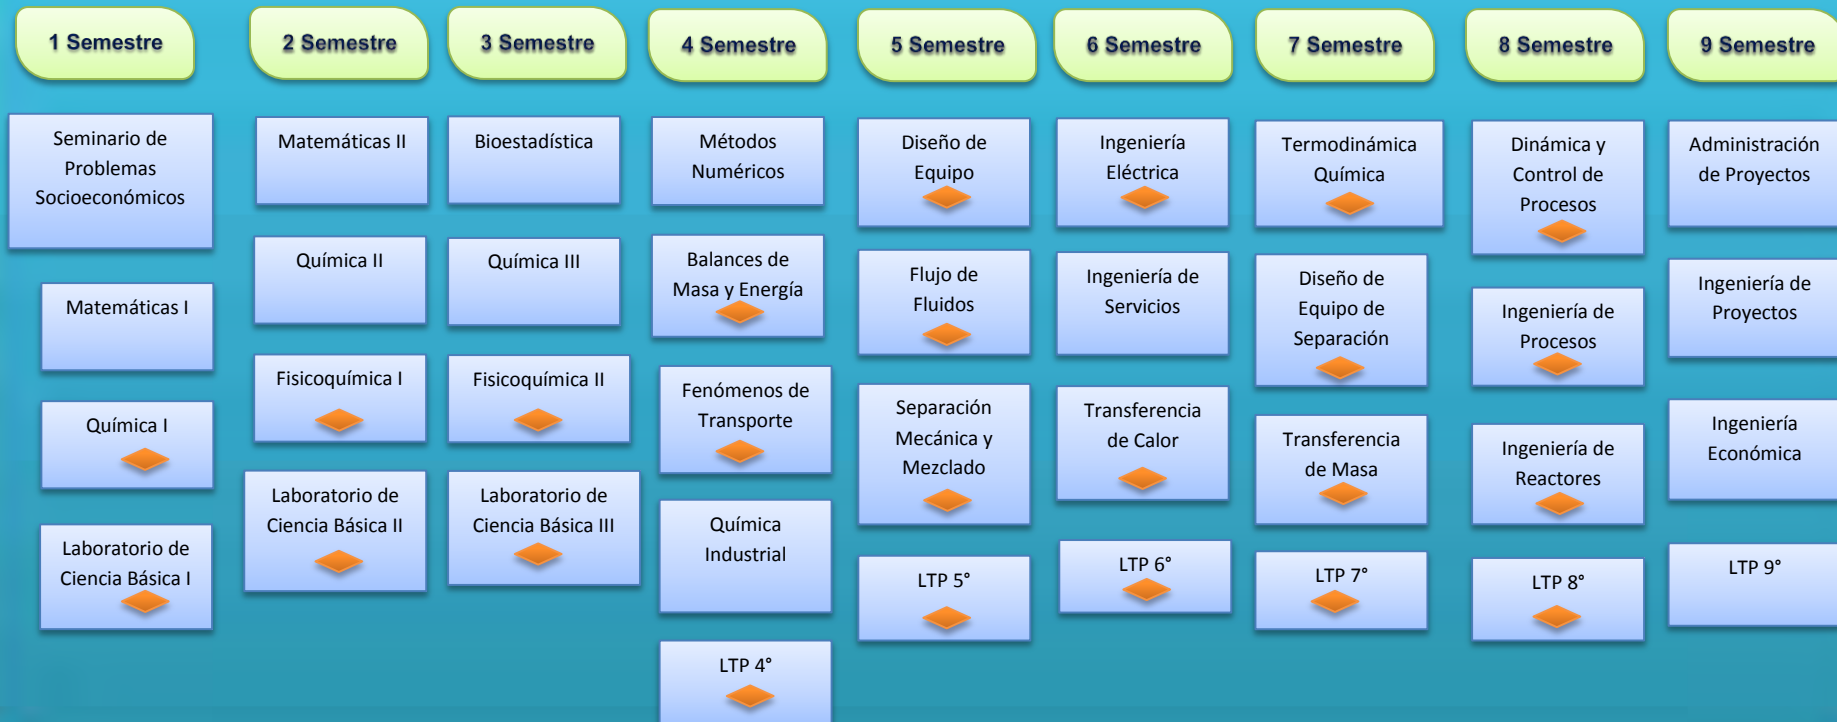 1 Semestre
2 Semestre
3 Semestre
4 Semestre
5 Semestre
6 Semestre
7 Semestre
8 Semestre
9 Semestre
Seminario de
Problemas
Socioeconómicos
Matemáticas I
Química I
Laboratorio de
Ciencia Básica I
Matemáticas II
Química II
Fisicoquímica I
Laboratorio de
Ciencia Básica II
Bioestadística
Química III
Fisicoquímica II
Laboratorio de
Ciencia Básica III
Métodos
Numéricos
Balances de
Masa y Energía
Fenómenos de
Transporte
Química
Industrial
LTP 4°
Diseño de
Equipo
Flujo de
Fluidos
Separación
Mecánica y
Mezclado
LTP 5°
Ingeniería
Eléctrica
Ingeniería de
Servicios
Transferencia
de Calor
LTP 6°
Termodinámica
Química
Diseño de
Equipo de
Separación
Transferencia
de Masa
LTP 7°
Dinámica y
Control de
Procesos
Ingeniería de
Procesos
Ingeniería de
Reactores
LTP 8°
Administración
de Proyectos
Ingeniería de
Proyectos
Ingeniería
Económica
LTP 9°